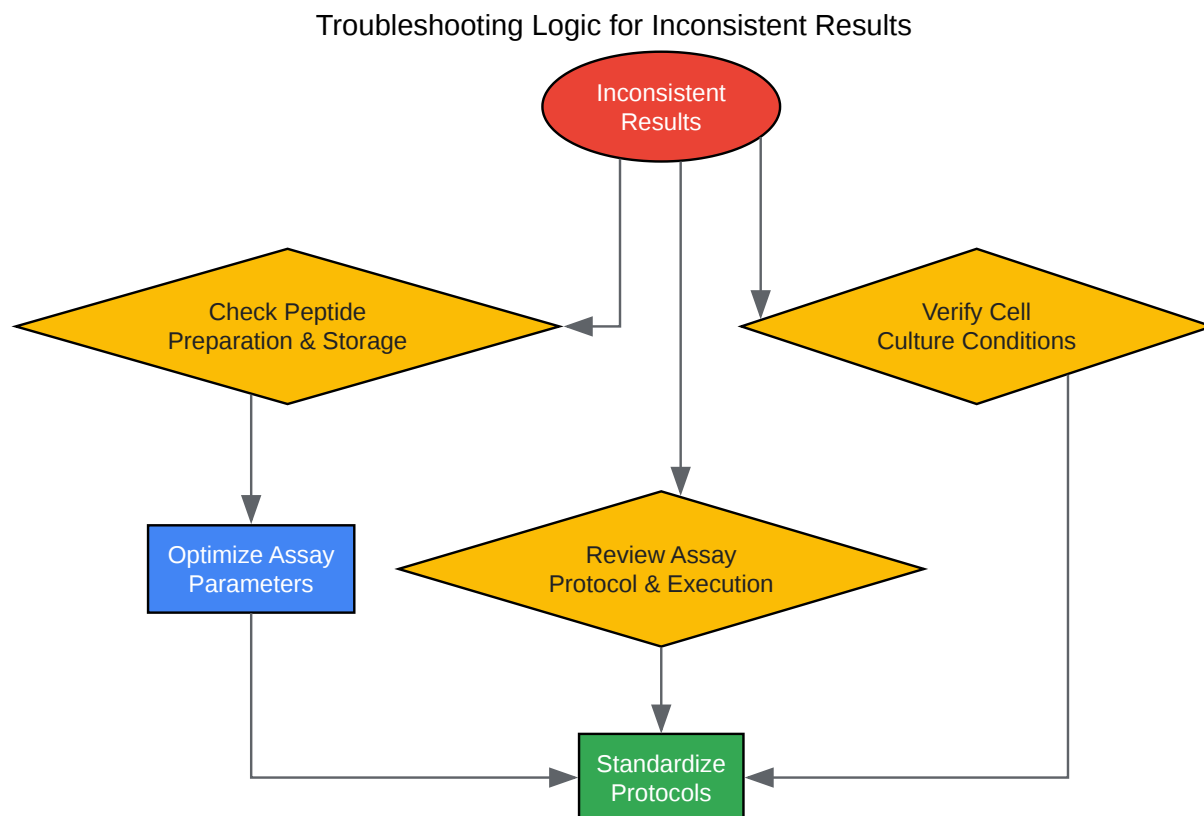 Troubleshooting Logic for Inconsistent Results
Inconsistent
Results
Check Peptide
Preparation & Storage
Verify Cell
Culture Conditions
Optimize Assay
Parameters
Review Assay
Protocol & Execution
Standardize
Protocols